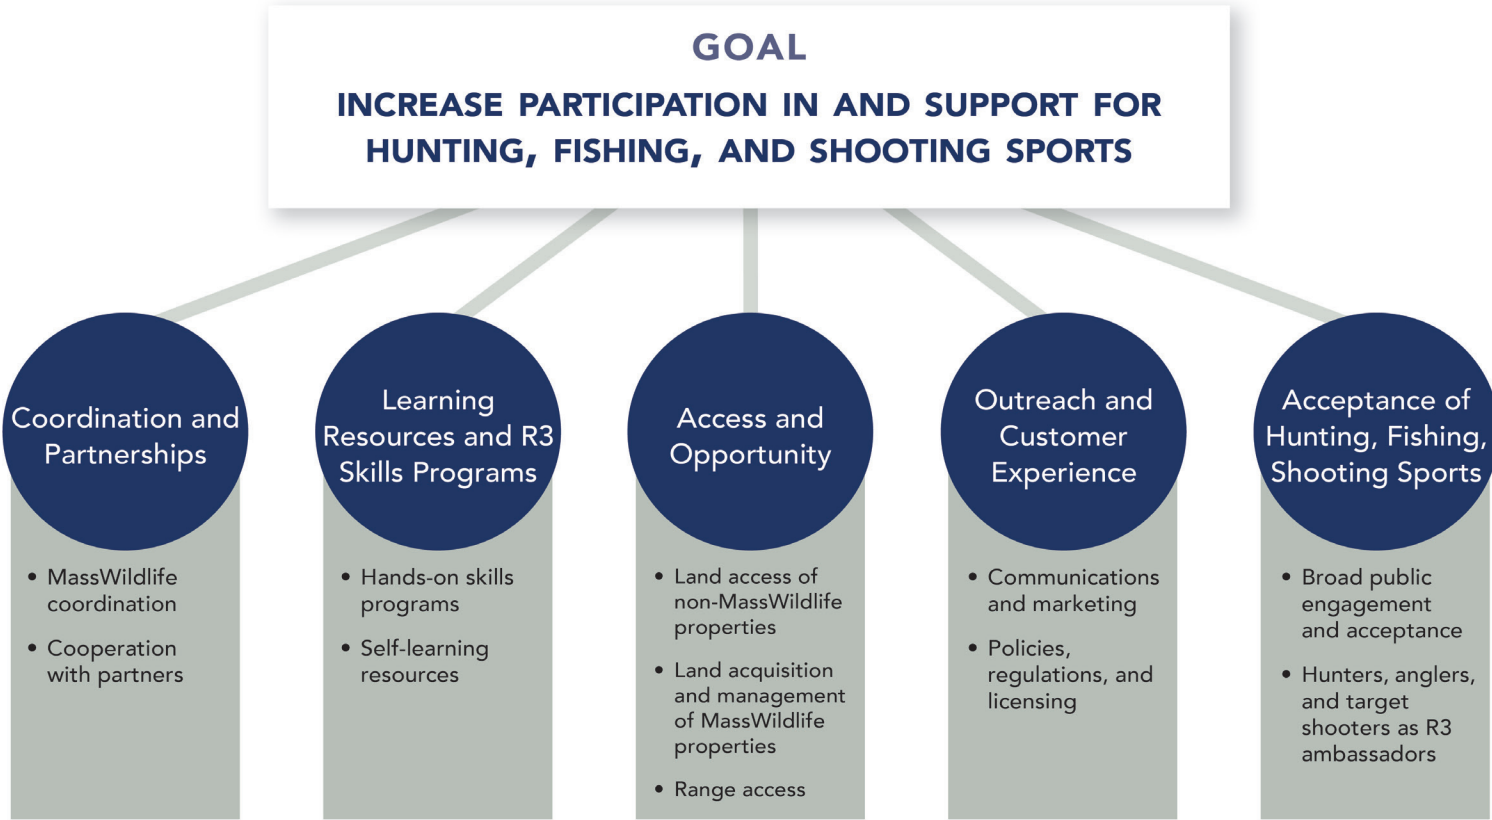 GOAL
INCREASE PARTICIPATION IN AND SUPPORT FOR
HUNTING, FISHING, AND SHOOTING SPORTS
Coordination and
Partnerships
• MassWildlife
coordination
• Cooperation
with partners
Learning
Resources and R3
Skills Programs
• Hands-on skills
programs
• Self-learning
resources
Access and
Opportunity
• Land access of
non-MassWildlife
properties
• Land acquisition
and management
of MassWildlife
properties
• Range access
Outreach and
Customer
Experience
• Communications
and marketing
• Policies,
regulations, and
licensing
Acceptance of
Hunting, Fishing,
Shooting Sports
• Broad public
engagement
and acceptance
• Hunters, anglers,
and target
shooters as R3
ambassadors